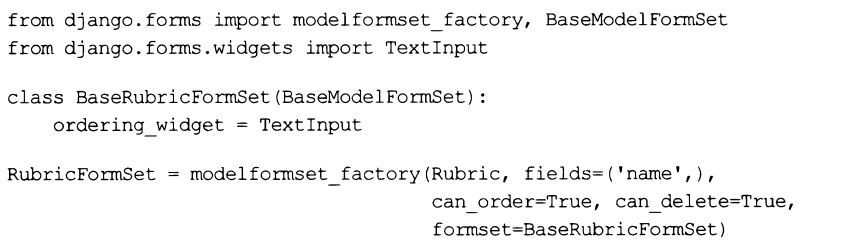 from django.forms import modelformset_factory, BaseModelFormSet
from django.forms.widgets import TextInput
class BaseRubricFormSet(BaseModelFormSet):
    ordering_widget = TextInput
RubricFormSet = modelformset_factory(Rubric, fields=('name',),
                                     can_order=True, can_delete=True,
                                     formset=BaseRubricFormSet)